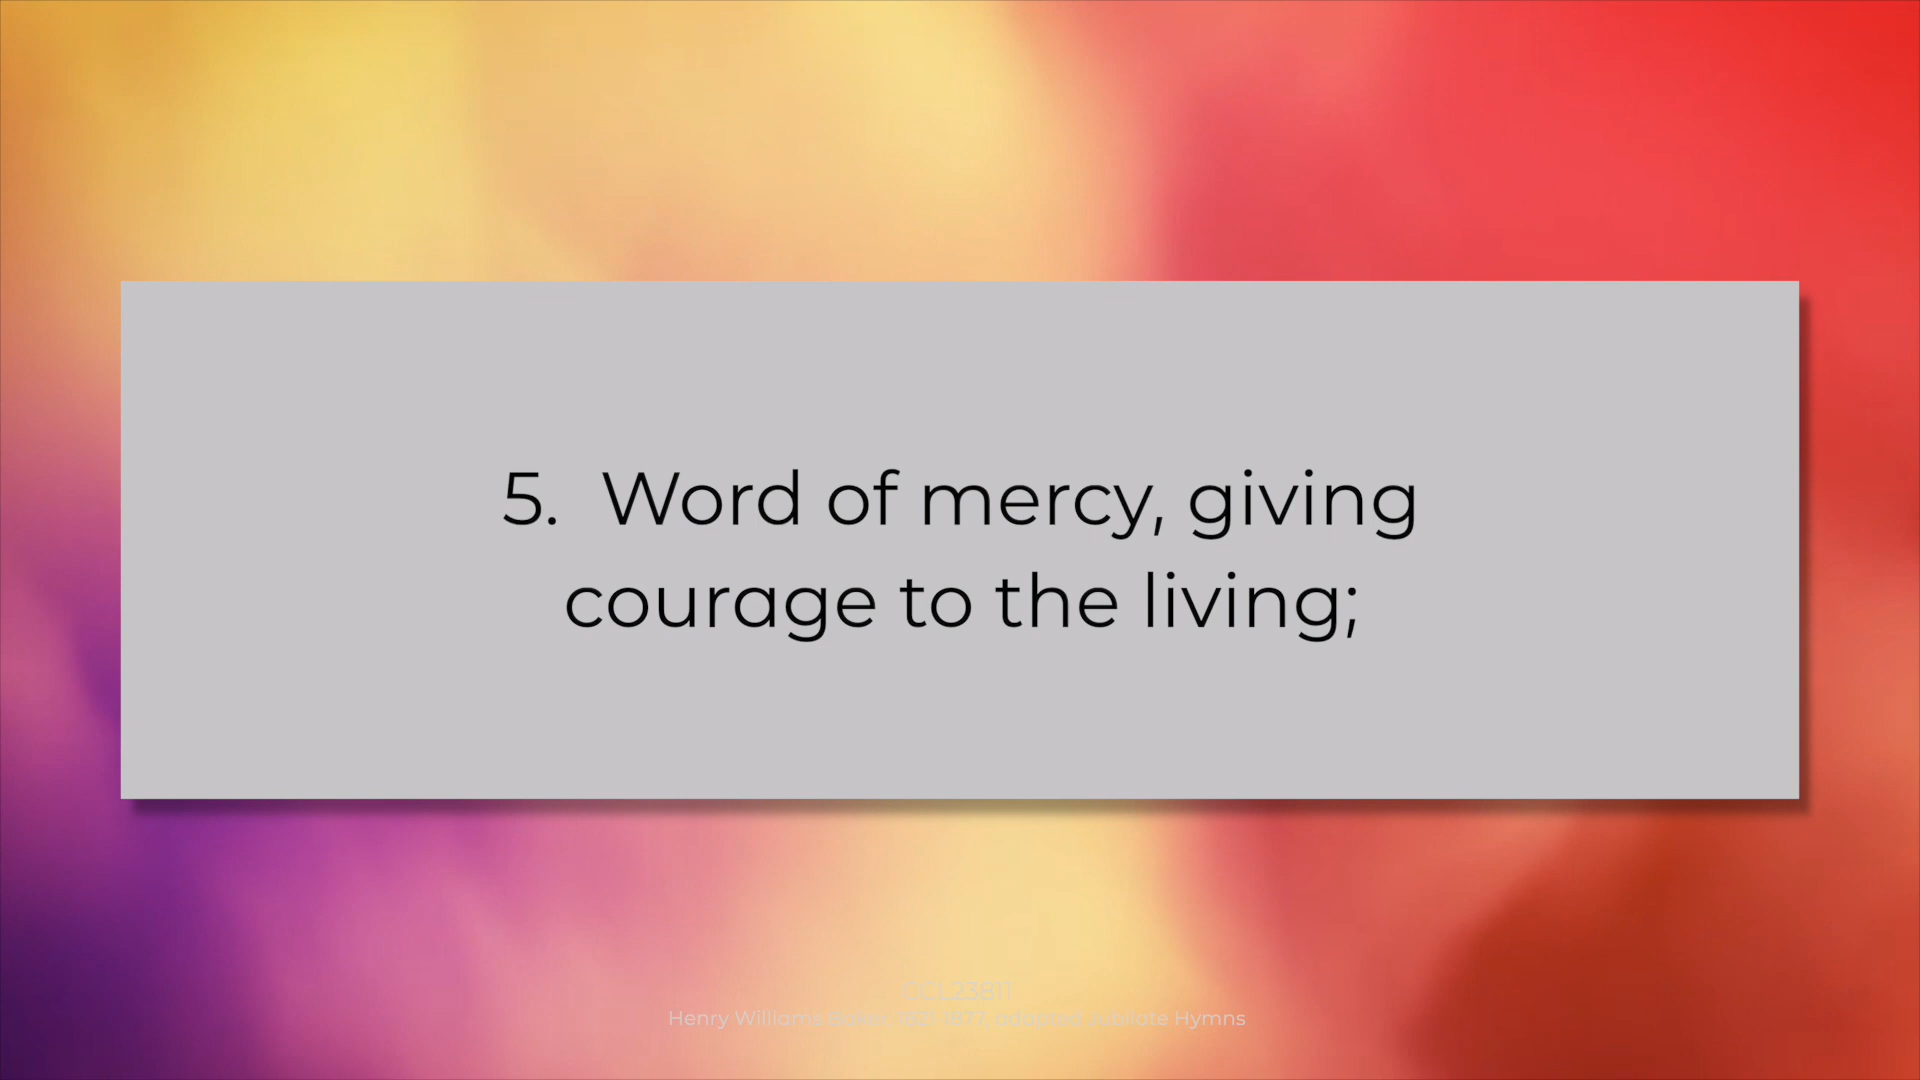 5. Word of mercy, giving
courage to the living;
CCL23811
Henry Williams Baker, 1821-1877, adapted Jubilate Hymns